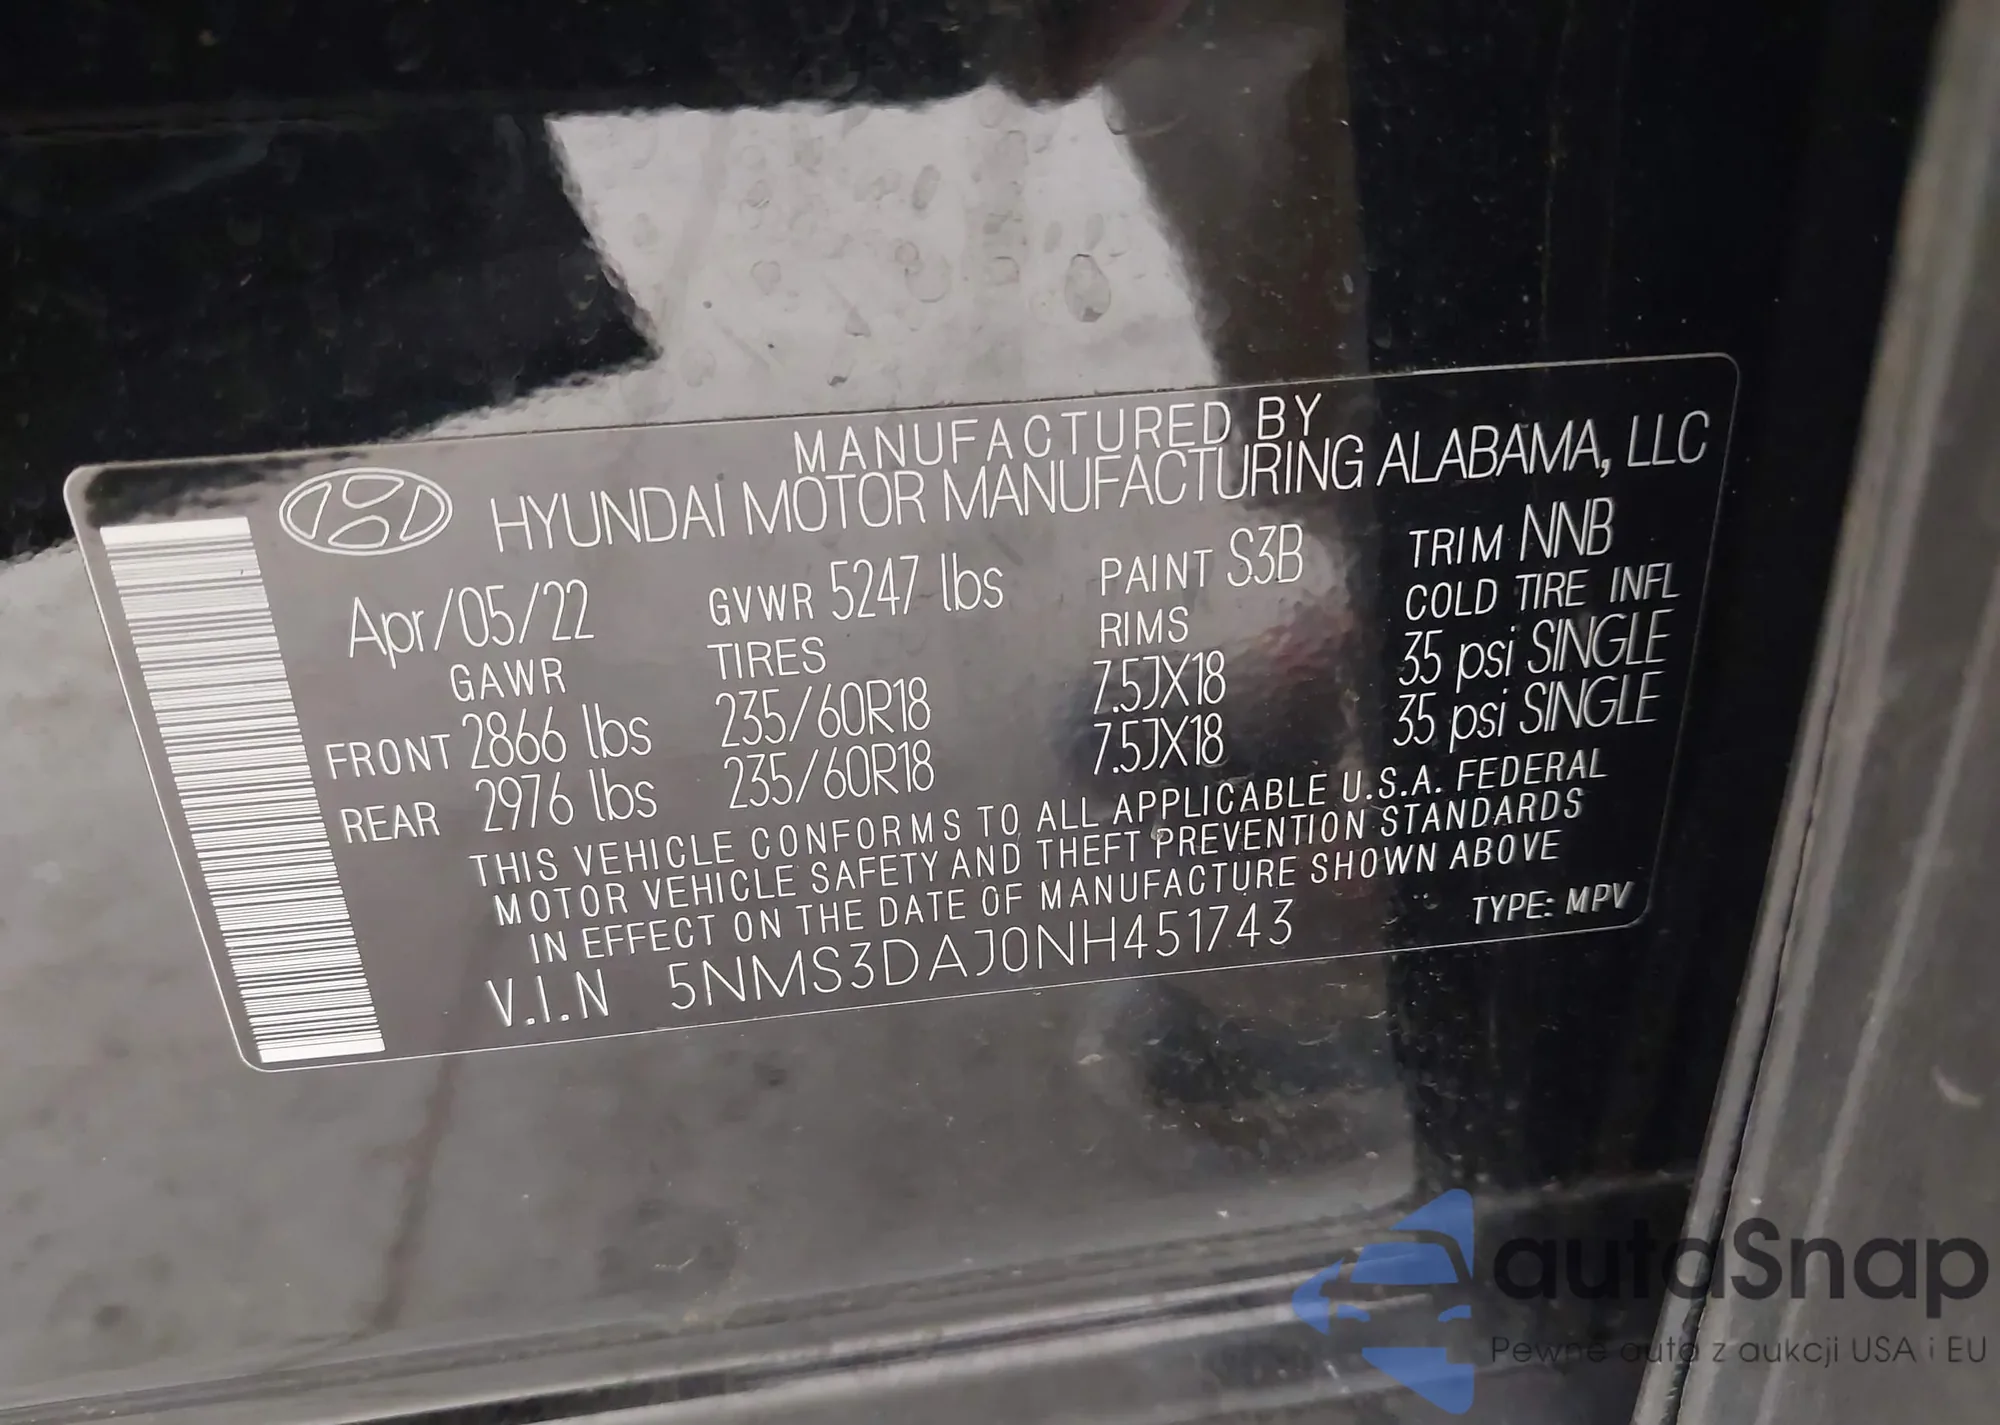 MANUFACTURED BY
HYUNDAI MOTOR MANUFACTURING ALABAMA, LLC
Apr/05/22 GVWR 5247 lbs PAINT S3B TRIM NNB
GAWR TIRES RIMS COLD TIRE INFL
FRONT 2866 lbs 235/60R18 7.5JX18 35 psi SINGLE
REAR 2976 lbs 235/60R18 7.5JX18 35 psi SINGLE
THIS VEHICLE CONFORMS TO ALL APPLICABLE U.S.A. FEDERAL
MOTOR VEHICLE SAFETY AND THEFT PREVENTION STANDARDS
IN EFFECT ON THE DATE OF MANUFACTURE SHOWN ABOVE
V.I.N 5NMS3DAJ0NH451743 TYPE: MPV
autaSnap
Pewne auta z aukcji USA i EU